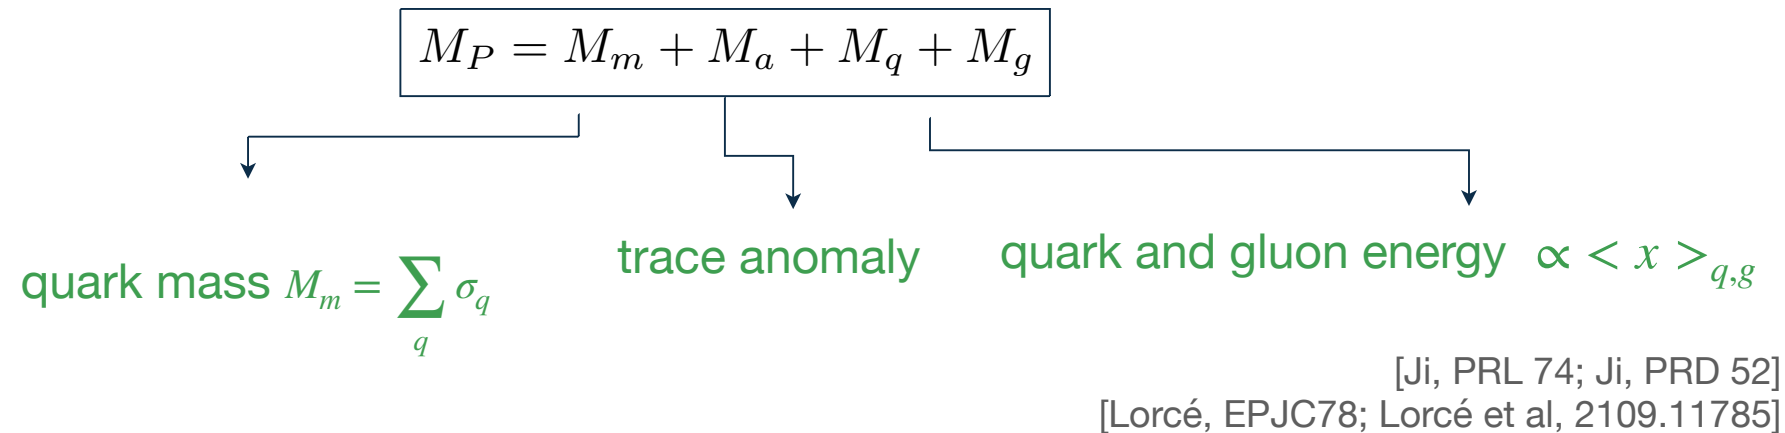 M_P = M_m + M_a + M_q + M_g
quark mass M_m = ∑_q σ_q
trace anomaly
quark and gluon energy ∝ < x >_{q,g}
[Ji, PRL 74; Ji, PRD 52]
[Lorcé, EPJC78; Lorcé et al, 2109.11785]